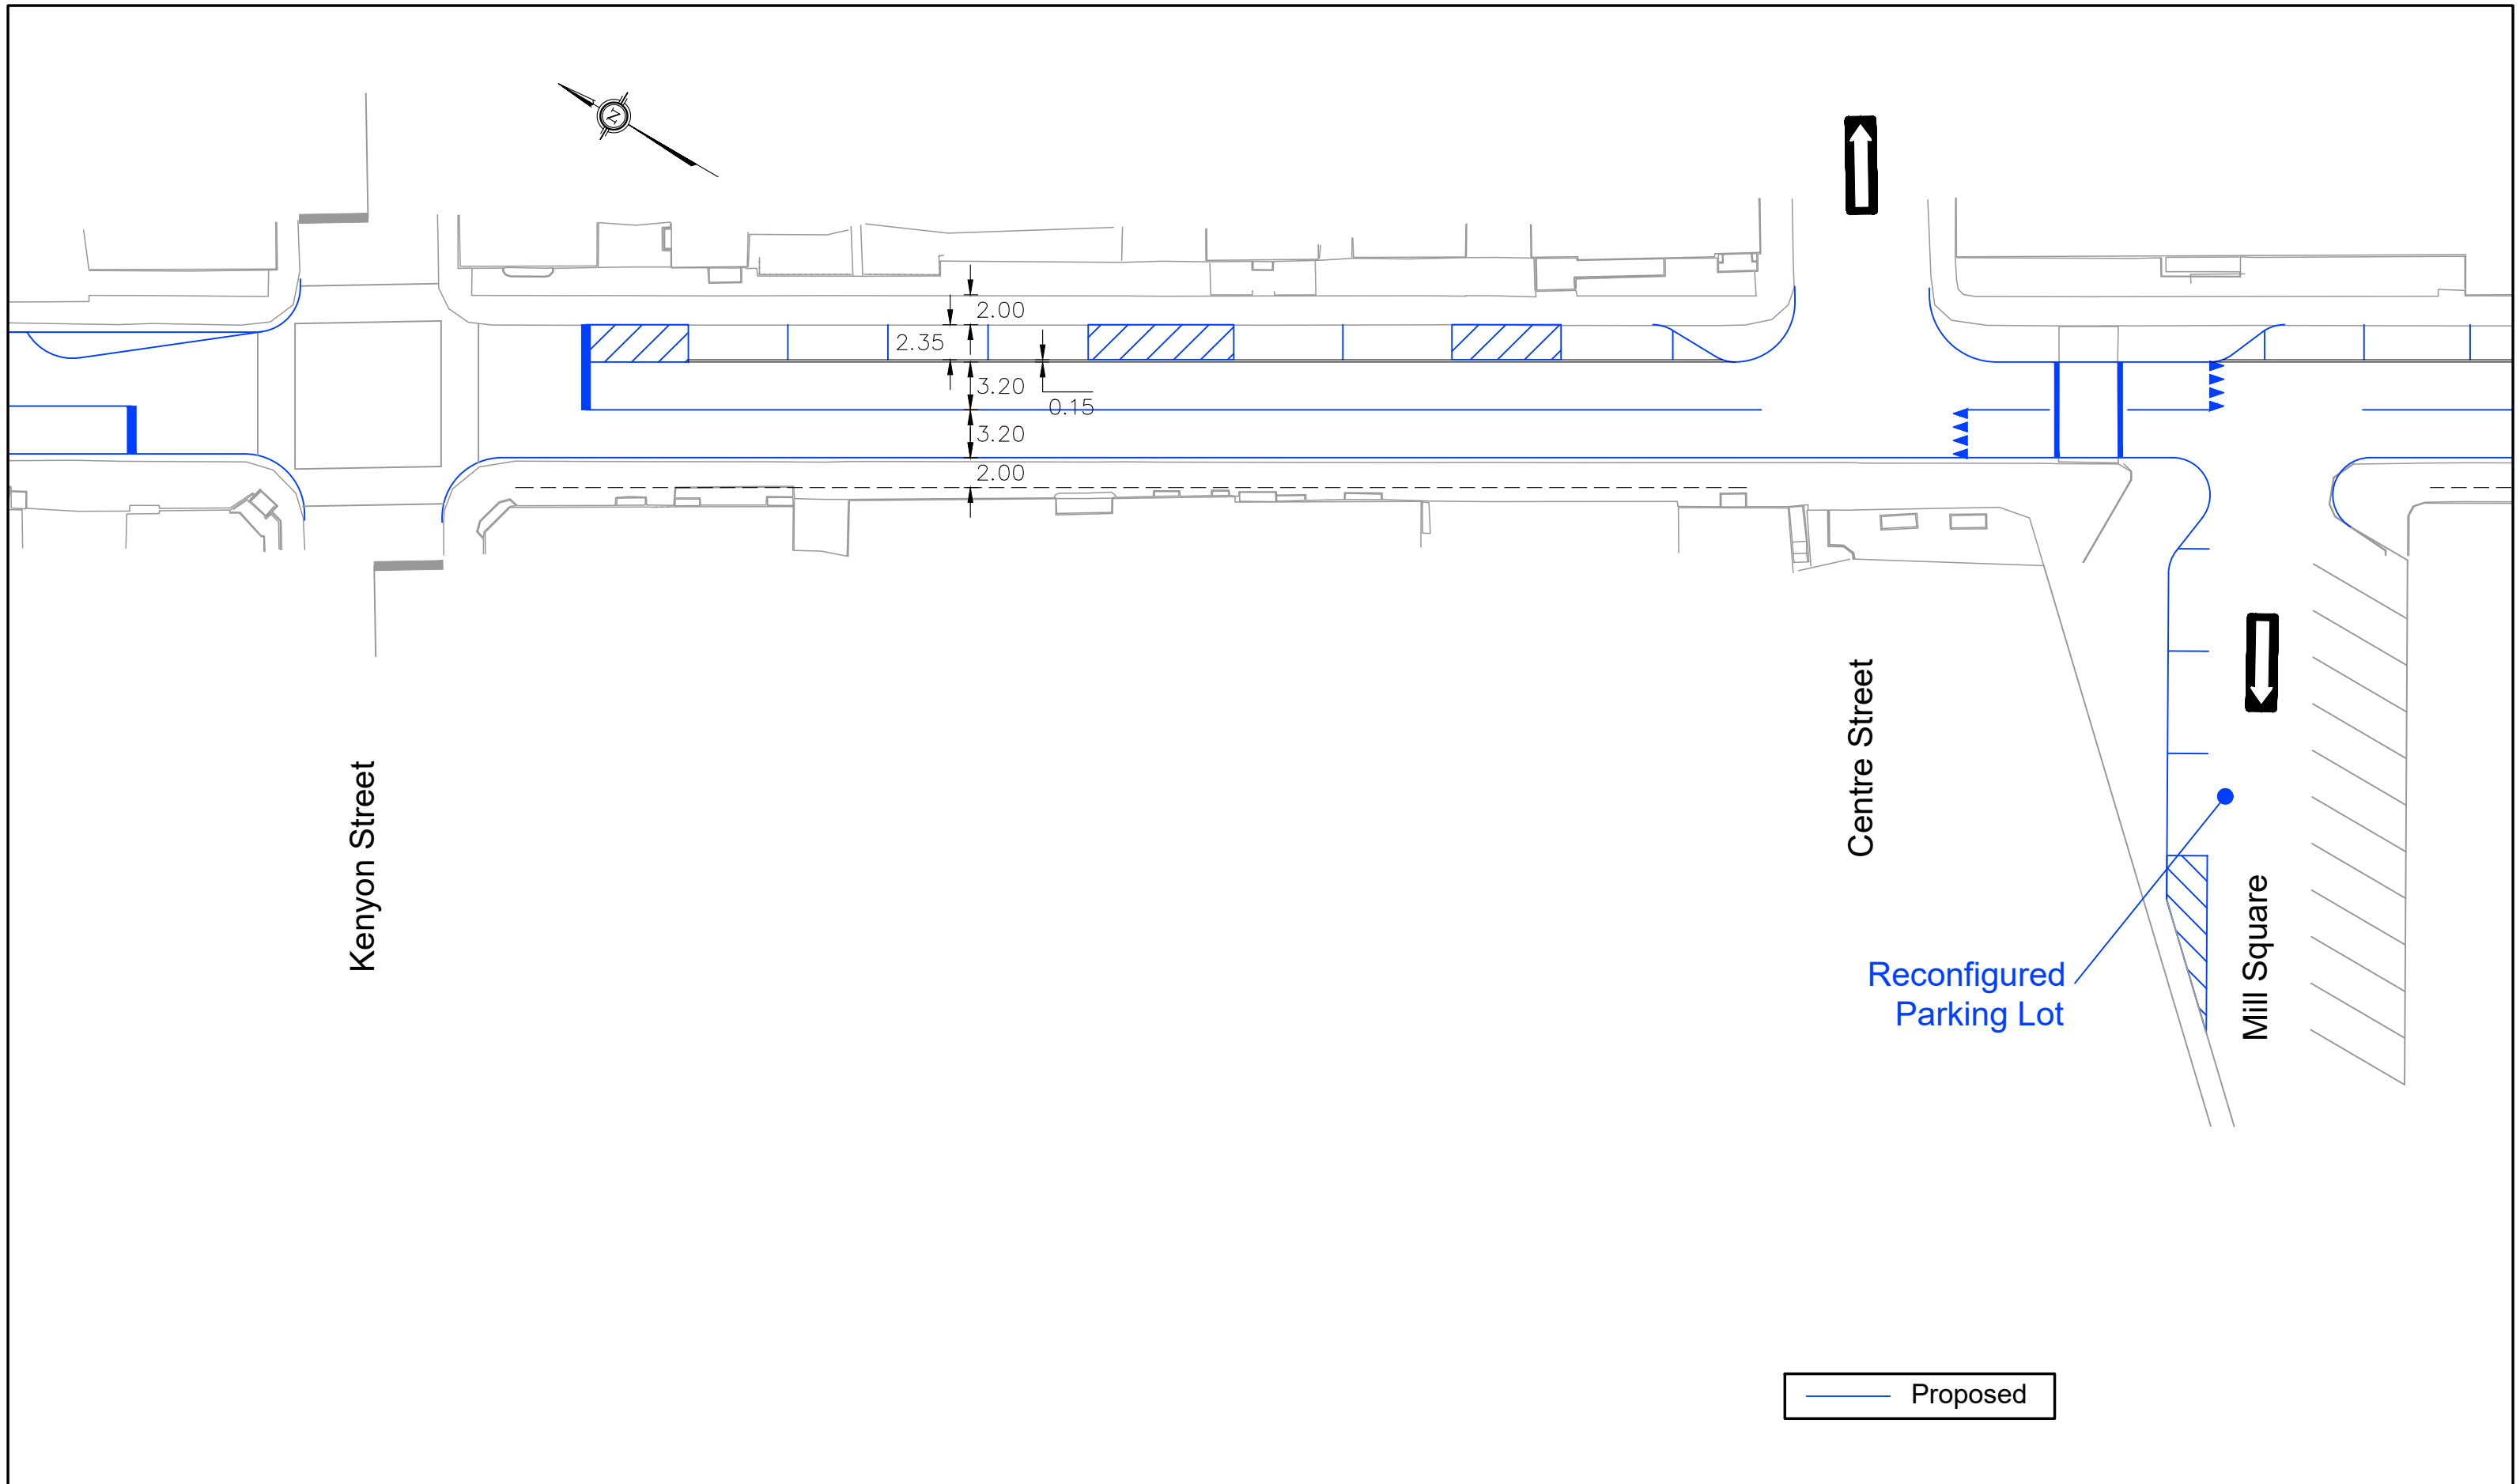 N
2.00
2.35
3.20
0.15
3.20
2.00
Kenyon Street
Centre Street
Mill Square
Reconfigured
Parking Lot
Proposed